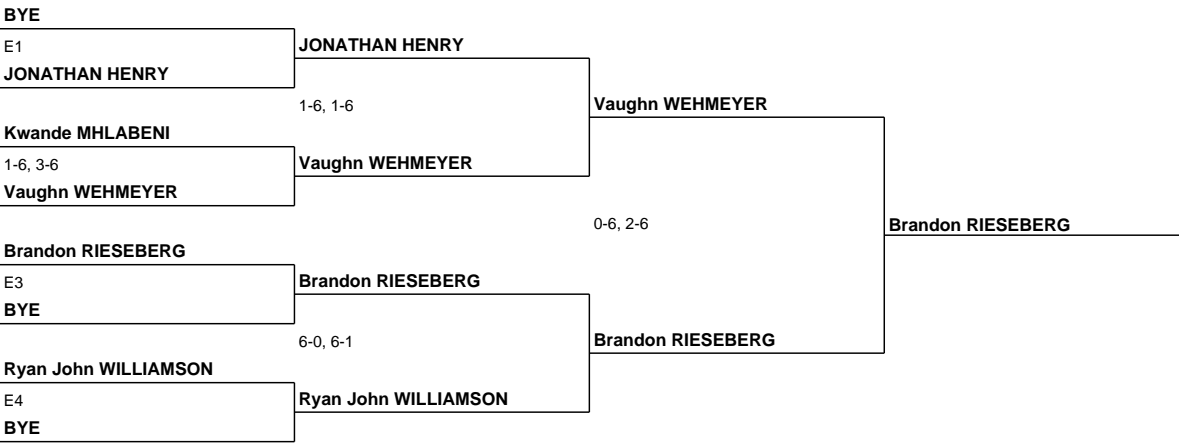 BYE
E1
JONATHAN HENRY
JONATHAN HENRY
1-6, 1-6
Vaughn WEHMEYER
Kwande MHLABENI
1-6, 3-6
Vaughn WEHMEYER
Vaughn WEHMEYER
0-6, 2-6
Brandon RIESEBERG
Brandon RIESEBERG
E3
Brandon RIESEBERG
BYE
6-0, 6-1
Brandon RIESEBERG
Ryan John WILLIAMSON
E4
Ryan John WILLIAMSON
BYE